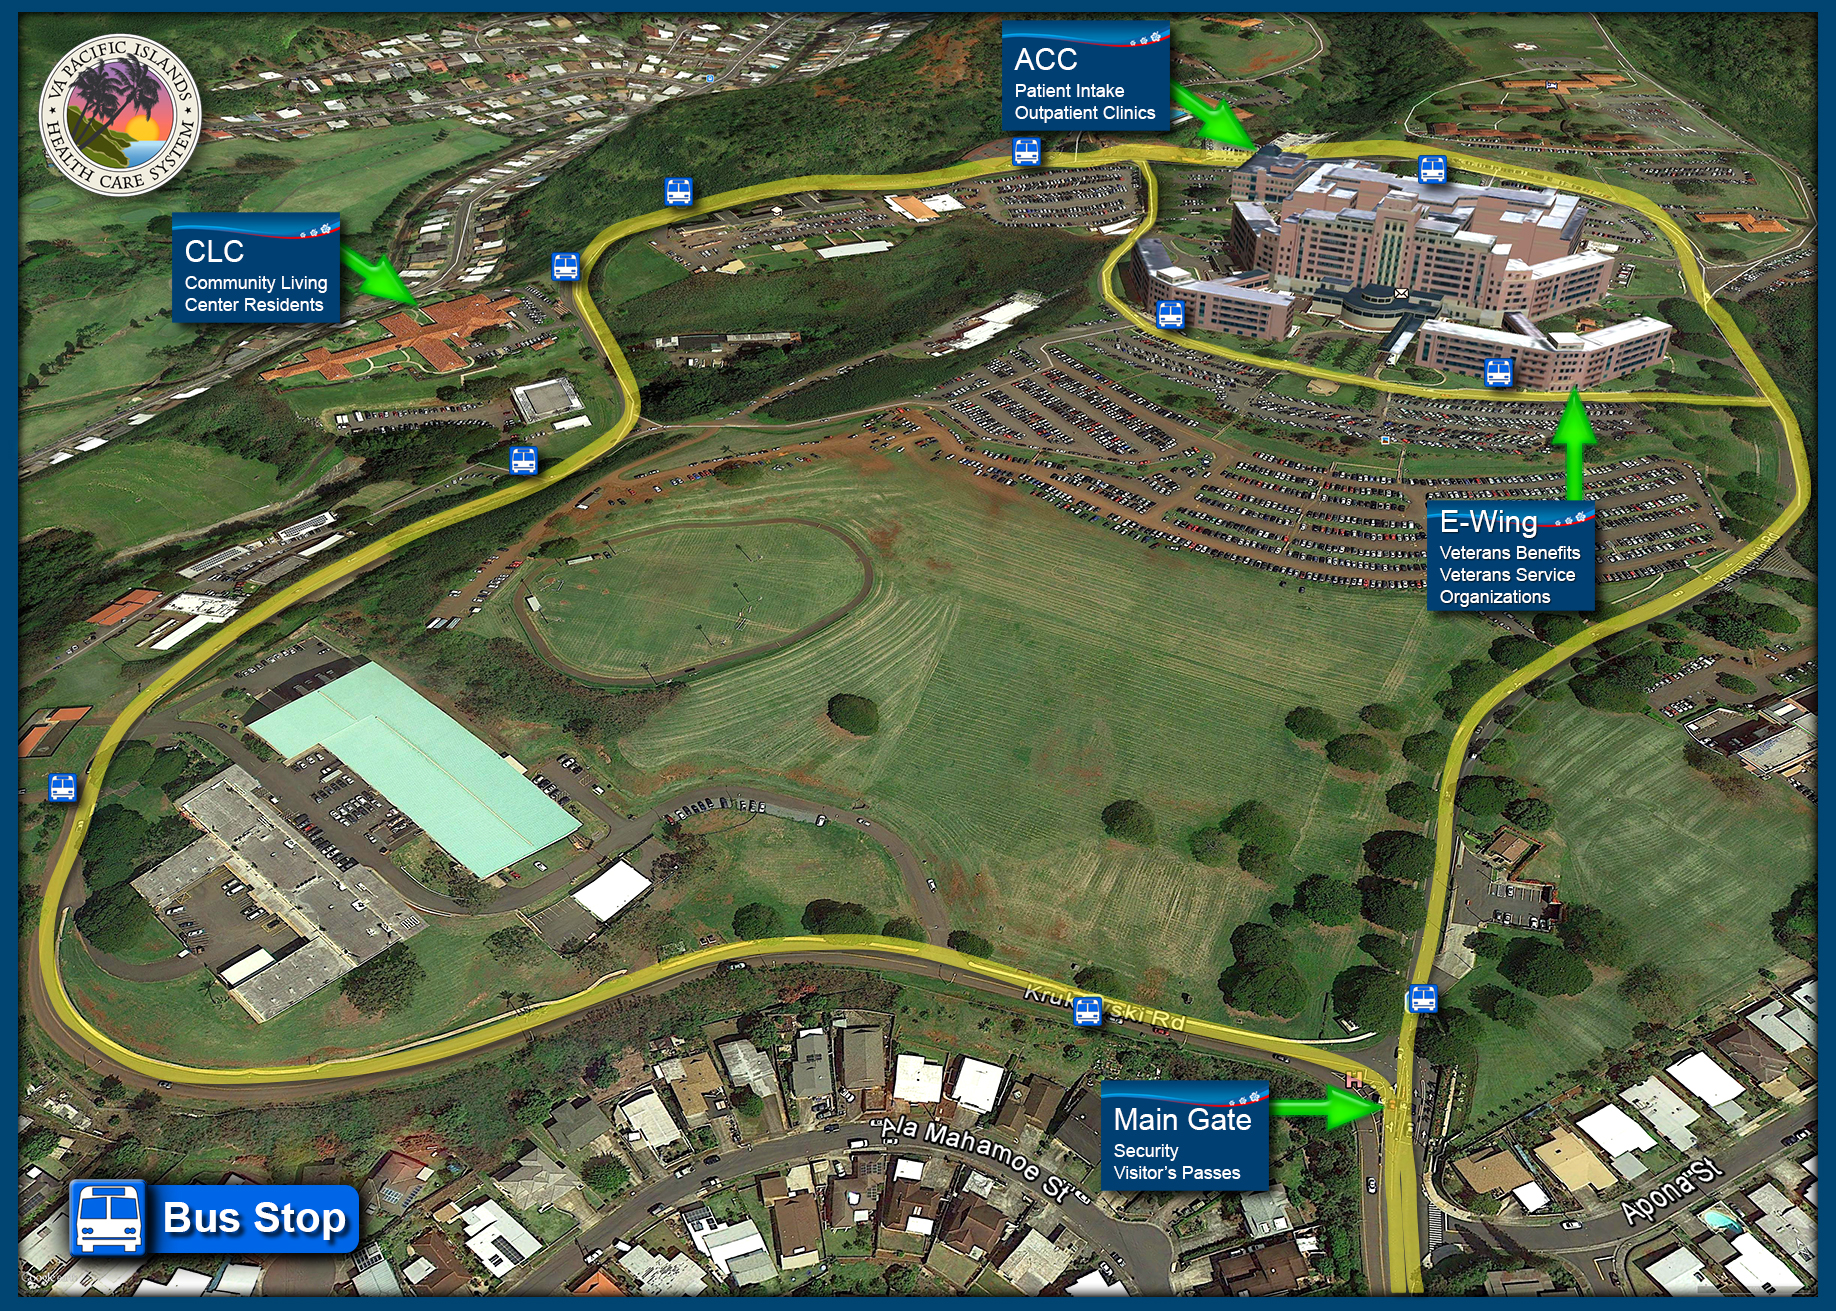 VA PACIFIC ISLANDS
HEALTH CARE SYSTEM
ACC
Patient Intake
Outpatient Clinics
CLC
Community Living
Center Residents
E-Wing
Veterans Benefits
Veterans Service
Organizations
Krukowski Rd
Main Gate
Security
Visitor's Passes
H
Ala Mahamoe St
Apona St
Bus Stop
Google